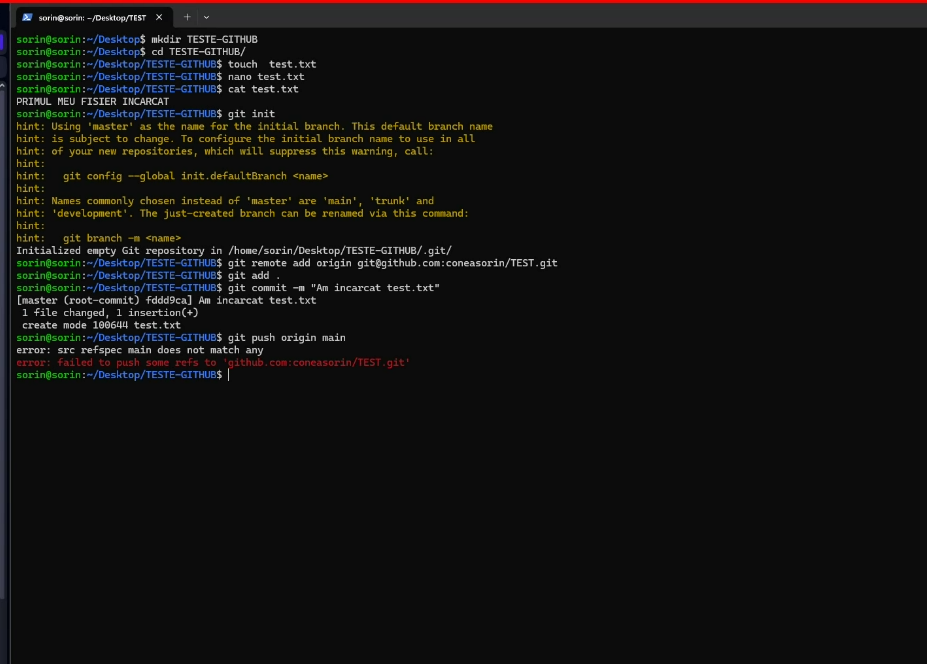 sorin@sorin: ~/Desktop/TEST
sorin@sorin:~/Desktop$ mkdir TESTE-GITHUB
sorin@sorin:~/Desktop$ cd TESTE-GITHUB/
sorin@sorin:~/Desktop/TESTE-GITHUB$ touch  test.txt
sorin@sorin:~/Desktop/TESTE-GITHUB$ nano test.txt
sorin@sorin:~/Desktop/TESTE-GITHUB$ cat test.txt
PRIMUL MEU FISIER INCARCAT
sorin@sorin:~/Desktop/TESTE-GITHUB$ git init
hint: Using 'master' as the name for the initial branch. This default branch name
hint: is subject to change. To configure the initial branch name to use in all
hint: of your new repositories, which will suppress this warning, call:
hint:
hint:   git config --global init.defaultBranch <name>
hint:
hint: Names commonly chosen instead of 'master' are 'main', 'trunk' and
hint: 'development'. The just-created branch can be renamed via this command:
hint:
hint:   git branch -m <name>
Initialized empty Git repository in /home/sorin/Desktop/TESTE-GITHUB/.git/
sorin@sorin:~/Desktop/TESTE-GITHUB$ git remote add origin git@github.com:coneasorin/TEST.git
sorin@sorin:~/Desktop/TESTE-GITHUB$ git add .
sorin@sorin:~/Desktop/TESTE-GITHUB$ git commit -m "Am incarcat test.txt"
[master (root-commit) fddd9ca] Am incarcat test.txt
 1 file changed, 1 insertion(+)
 create mode 100644 test.txt
sorin@sorin:~/Desktop/TESTE-GITHUB$ git push origin main
error: src refspec main does not match any
error: failed to push some refs to 'github.com:coneasorin/TEST.git'
sorin@sorin:~/Desktop/TESTE-GITHUB$